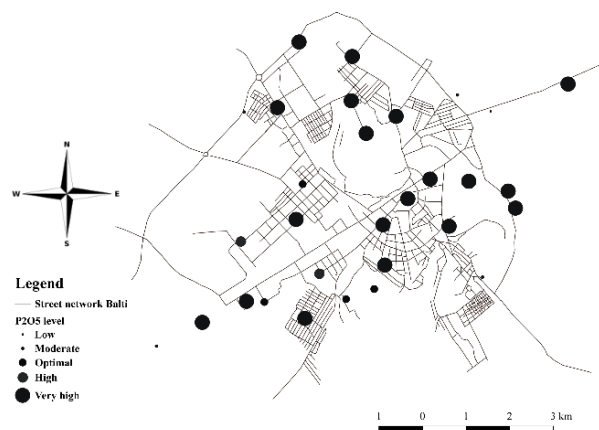 N
W E
S
Legend
Street network Balti
P2O5 level
Low
Moderate
Optimal
High
Very high
1 0 1 2 3 km